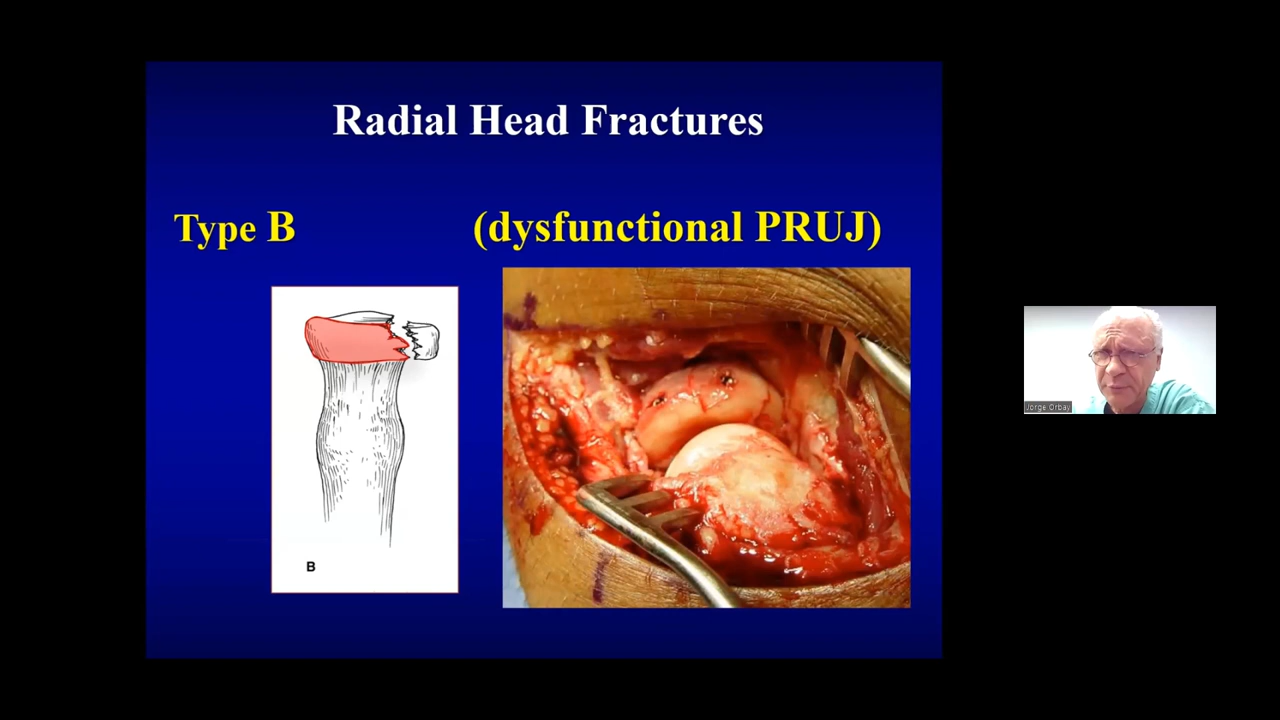 Radial Head Fractures
Type B (dysfunctional PRUJ)
B
Jorge Orbay